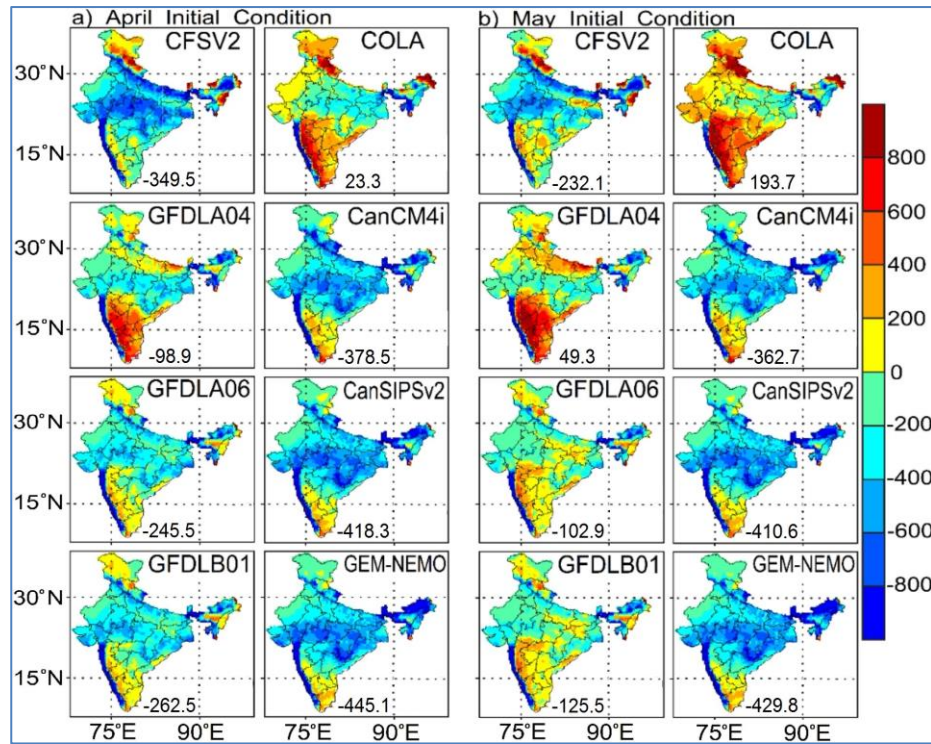 a) April Initial Condition
b) May Initial Condition
CFSV2 COLA CFSV2 COLA
30°N
15°N
-349.5 23.3 -232.1 193.7
GFDLA04 CanCM4i GFDLA04 CanCM4i
30°N
15°N
-98.9 -378.5 49.3 -362.7
GFDLA06 CanSIPSv2 GFDLA06 CanSIPSv2
30°N
15°N
-245.5 -418.3 -102.9 -410.6
GFDLB01 GEM-NEMO GFDLB01 GEM-NEMO
30°N
15°N
-262.5 -445.1 -125.5 -429.8
75°E 90°E 75°E 90°E 75°E 90°E 75°E 90°E
800
600
400
200
0
-200
-400
-600
-800